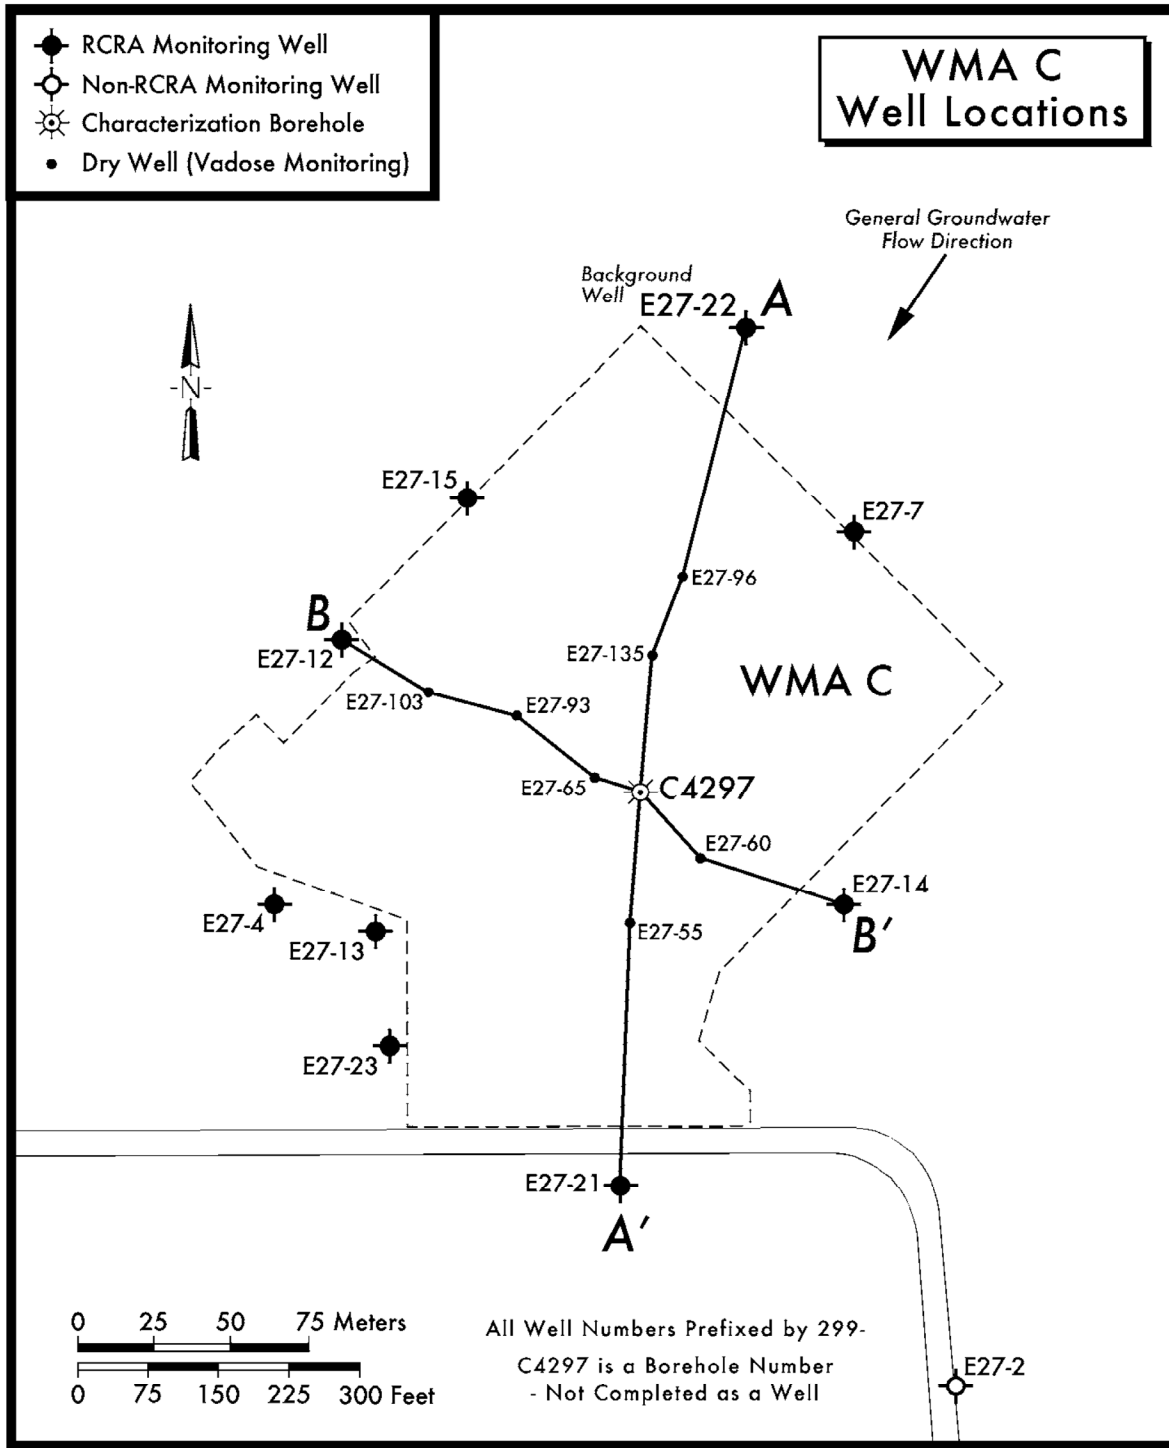 RCRA Monitoring Well
Non-RCRA Monitoring Well
Characterization Borehole
Dry Well (Vadose Monitoring)
WMA C
Well Locations
General Groundwater
Flow Direction
Background
Well
E27-22
A
-N-
E27-15
E27-7
E27-96
B
E27-12
E27-135
WMA C
E27-103
E27-93
E27-65
C4297
E27-60
E27-14
B'
E27-4
E27-13
E27-55
E27-23
E27-21
A'
0 25 50 75 Meters
0 75 150 225 300 Feet
All Well Numbers Prefixed by 299-
C4297 is a Borehole Number
- Not Completed as a Well
E27-2